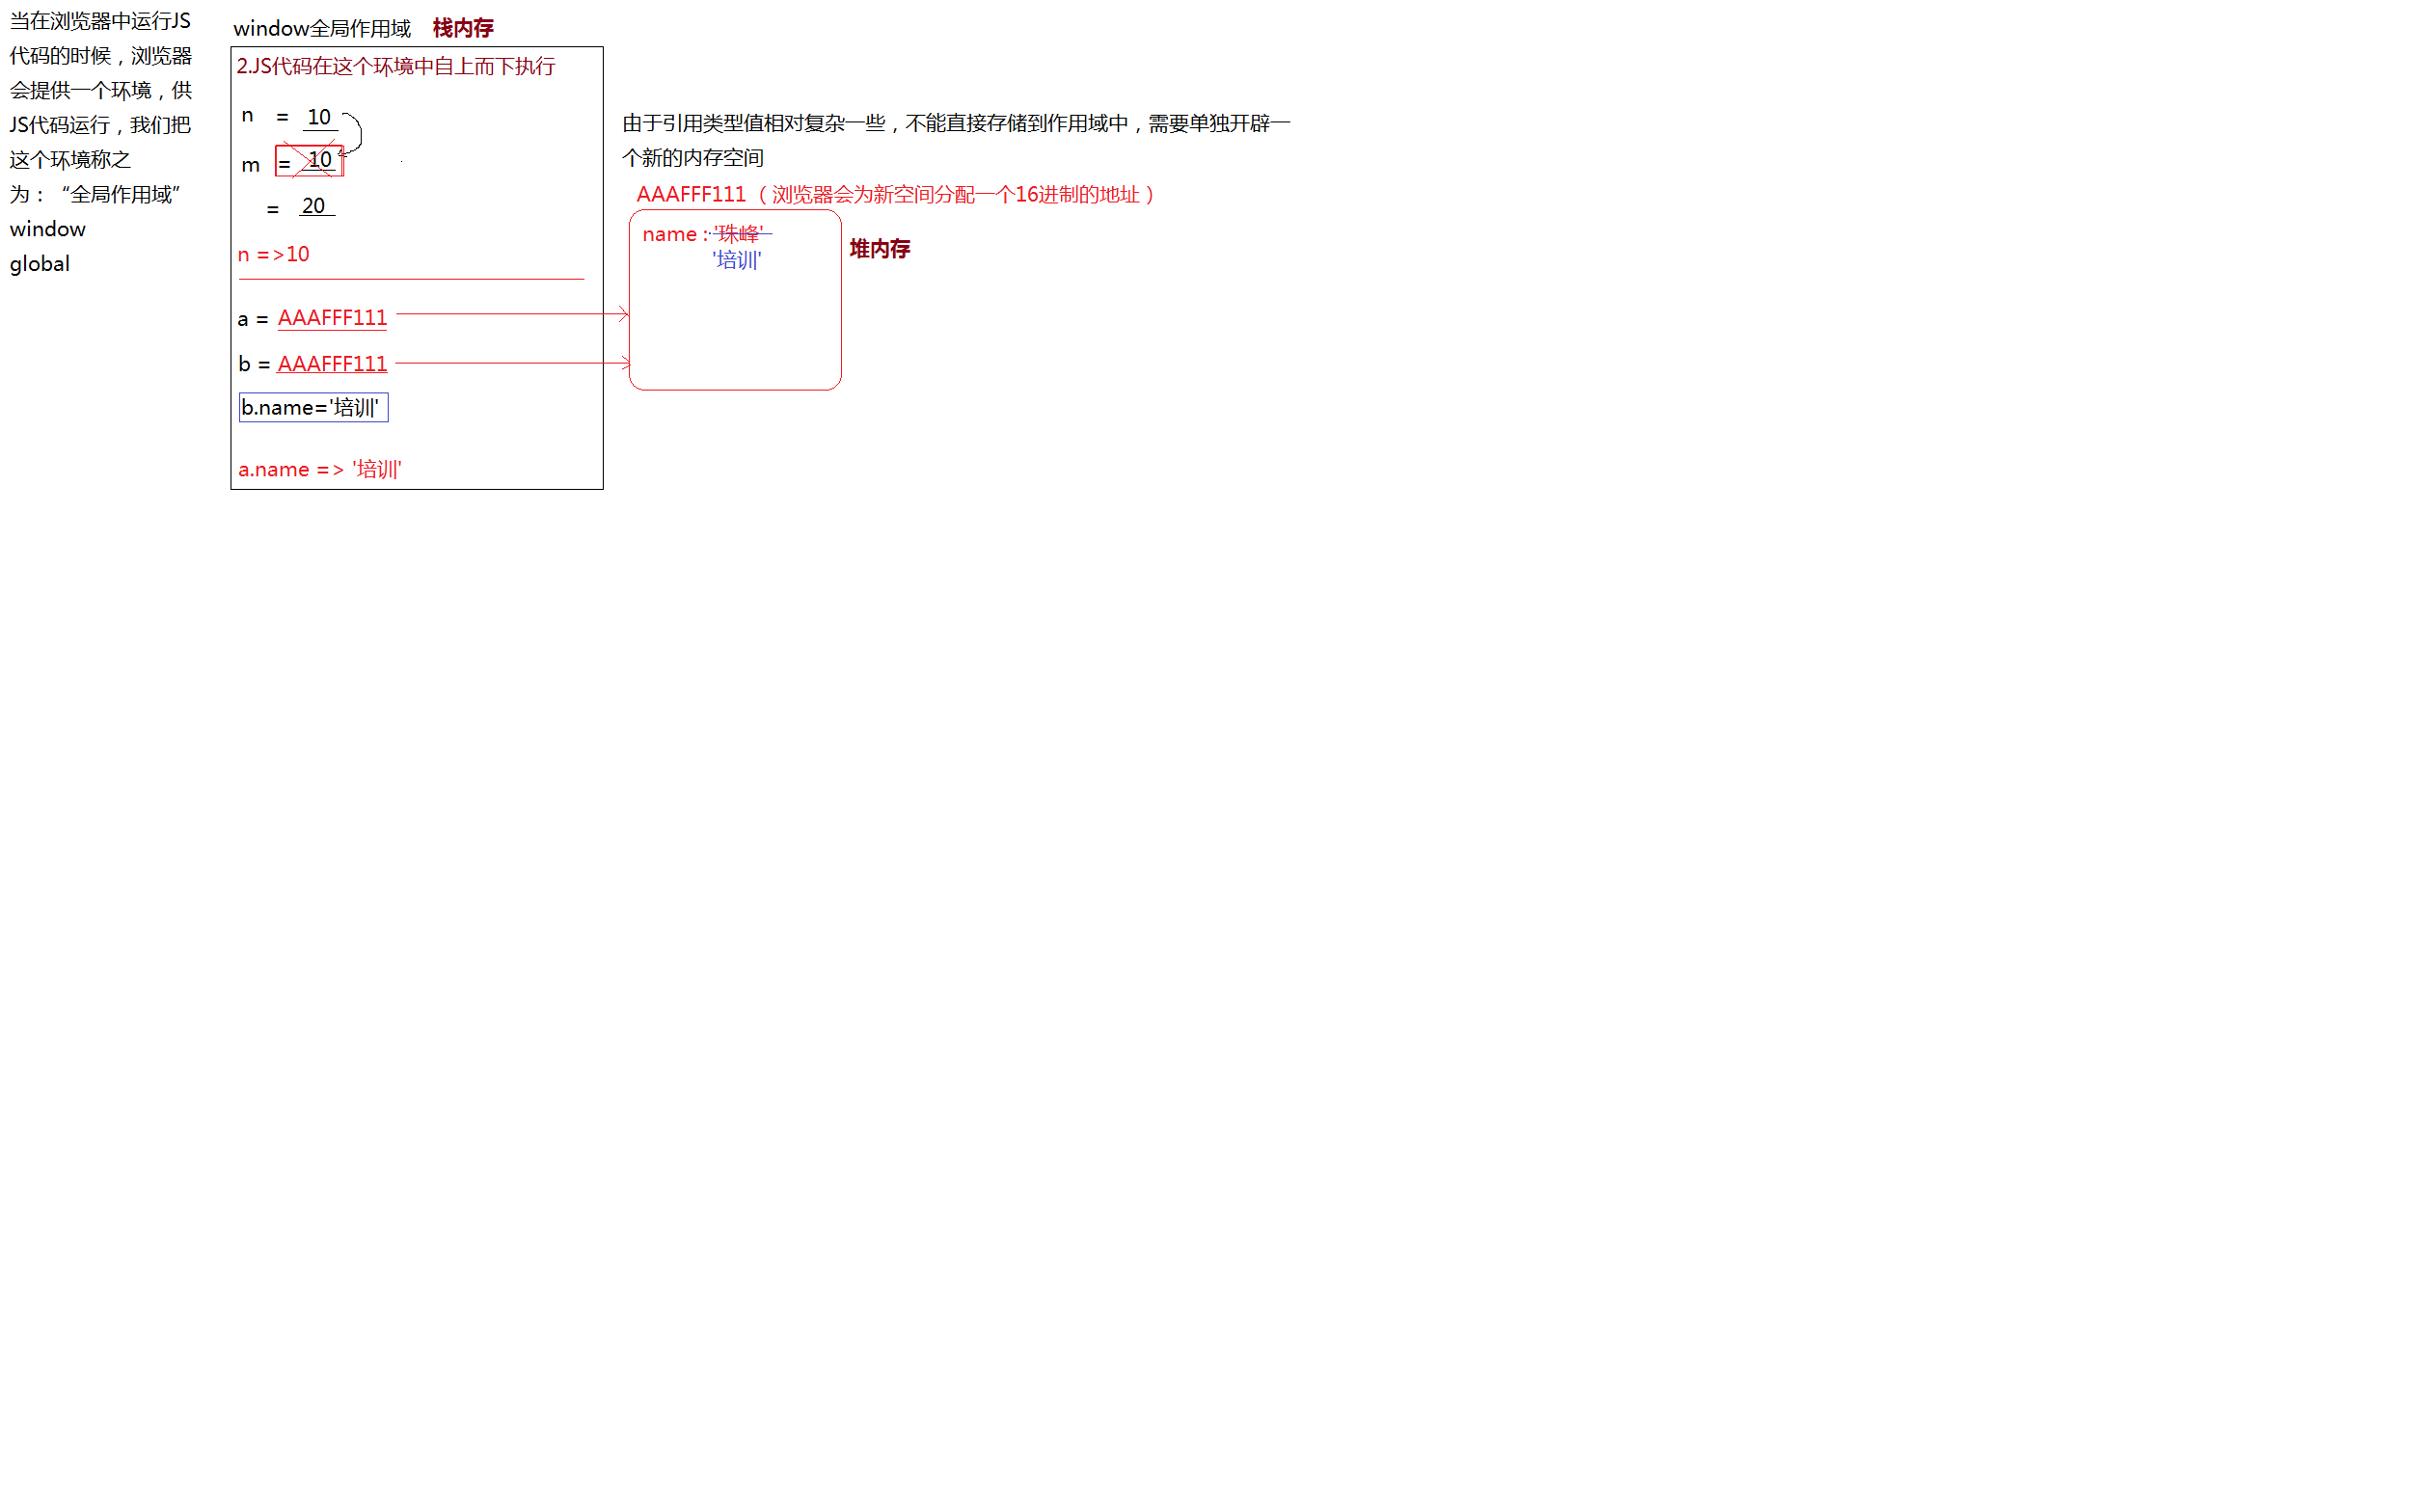 当在浏览器中运行JS
代码的时候，浏览器
会提供一个环境，供
JS代码运行，我们把
这个环境称之
为：“全局作用域”
window
global
window全局作用域 栈内存
2.JS代码在这个环境中自上而下执行
n = 10
m = 10
= 20
n =>10
a = AAAFFF111
b = AAAFFF111
b.name='培训'
a.name => '培训'
由于引用类型值相对复杂一些，不能直接存储到作用域中，需要单独开辟一
个新的内存空间
AAAFFF111（浏览器会为新空间分配一个16进制的地址）
name : '珠峰'
'培训'
堆内存